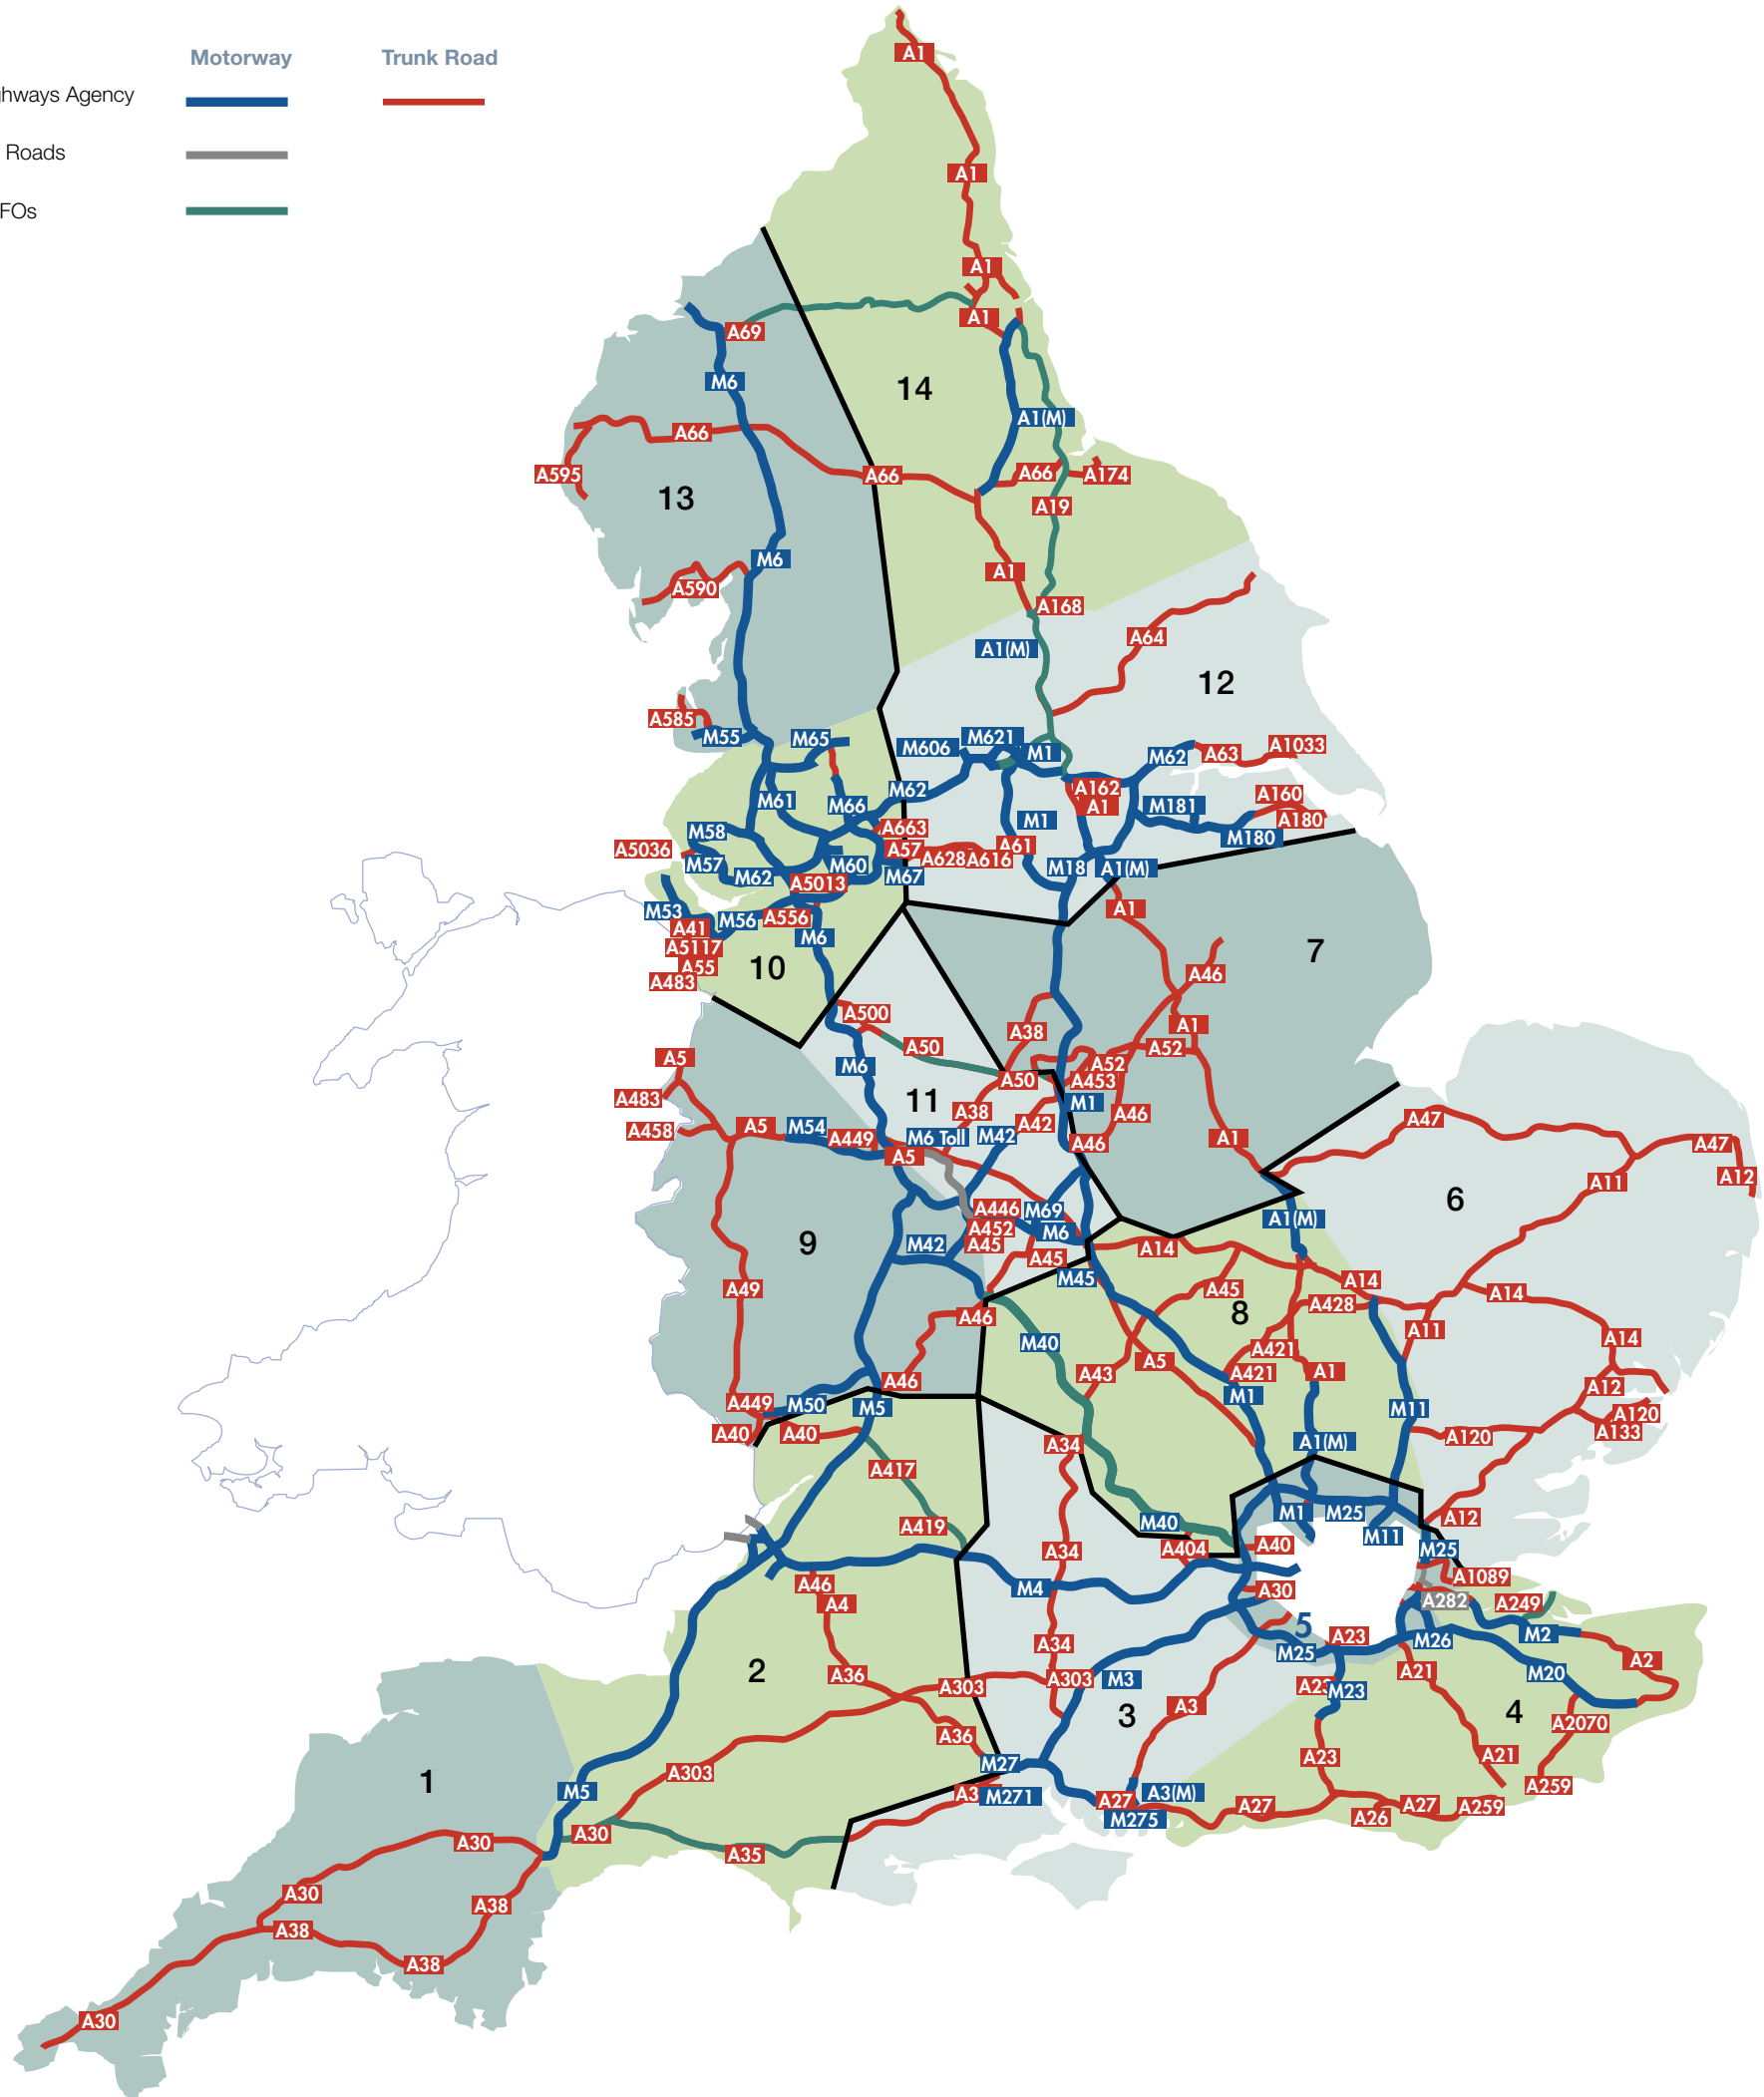 Motorway Trunk Road
hways Agency
Roads
FOs
A1
A1
A1
A1
A69
M6
14
A1(M)
A66
A595
A66
A66
A174
13
A19
M6
A1
A590
A168
A64
A1(M)
12
A585
M55
M65
M606
M621
M1
M62
A63
A1033
M62
A162
A1
M61
M66
M181
A160
A180
M1
M58
A663
M180
A5036
A57
A61
A628
A616
M57
M60
M62
M67
M18
A1(M)
A5013
M53
A1
M56
A556
A41
M6
A5117
7
10
A55
A483
A46
A500
A1
A38
A50
A52
A5
M6
A52
A50
A453
A483
11
M1
A38
A46
A42
A47
A458
A5
M54
A449
M6 Toll
M42
A46
A1
A47
A5
A12
A11
6
A446
M69
A1(M)
A452
M6
9
M42
A45
A45
A14
M45
A14
A49
A45
A14
A428
8
A46
M40
A11
A14
A421
A5
A43
A421
A1
A46
A12
M1
A449
M50
M5
M11
A120
A40
A40
A133
A34
A1(M)
A120
A417
M1
M25
A12
A419
M40
M11
A404
A40
M25
A34
A1089
A46
M4
A30
A282
A249
A4
5
A23
M2
A34
M25
M26
2
A36
A303
A303
M3
A21
A2
A23
M23
M20
A3
3
4
A2070
A36
A23
A21
M27
A303
1
M5
A3
M271
A27
A3(M)
A259
M275
A27
A26
A27
A259
A30
A30
A35
A30
A38
A38
A38
A30